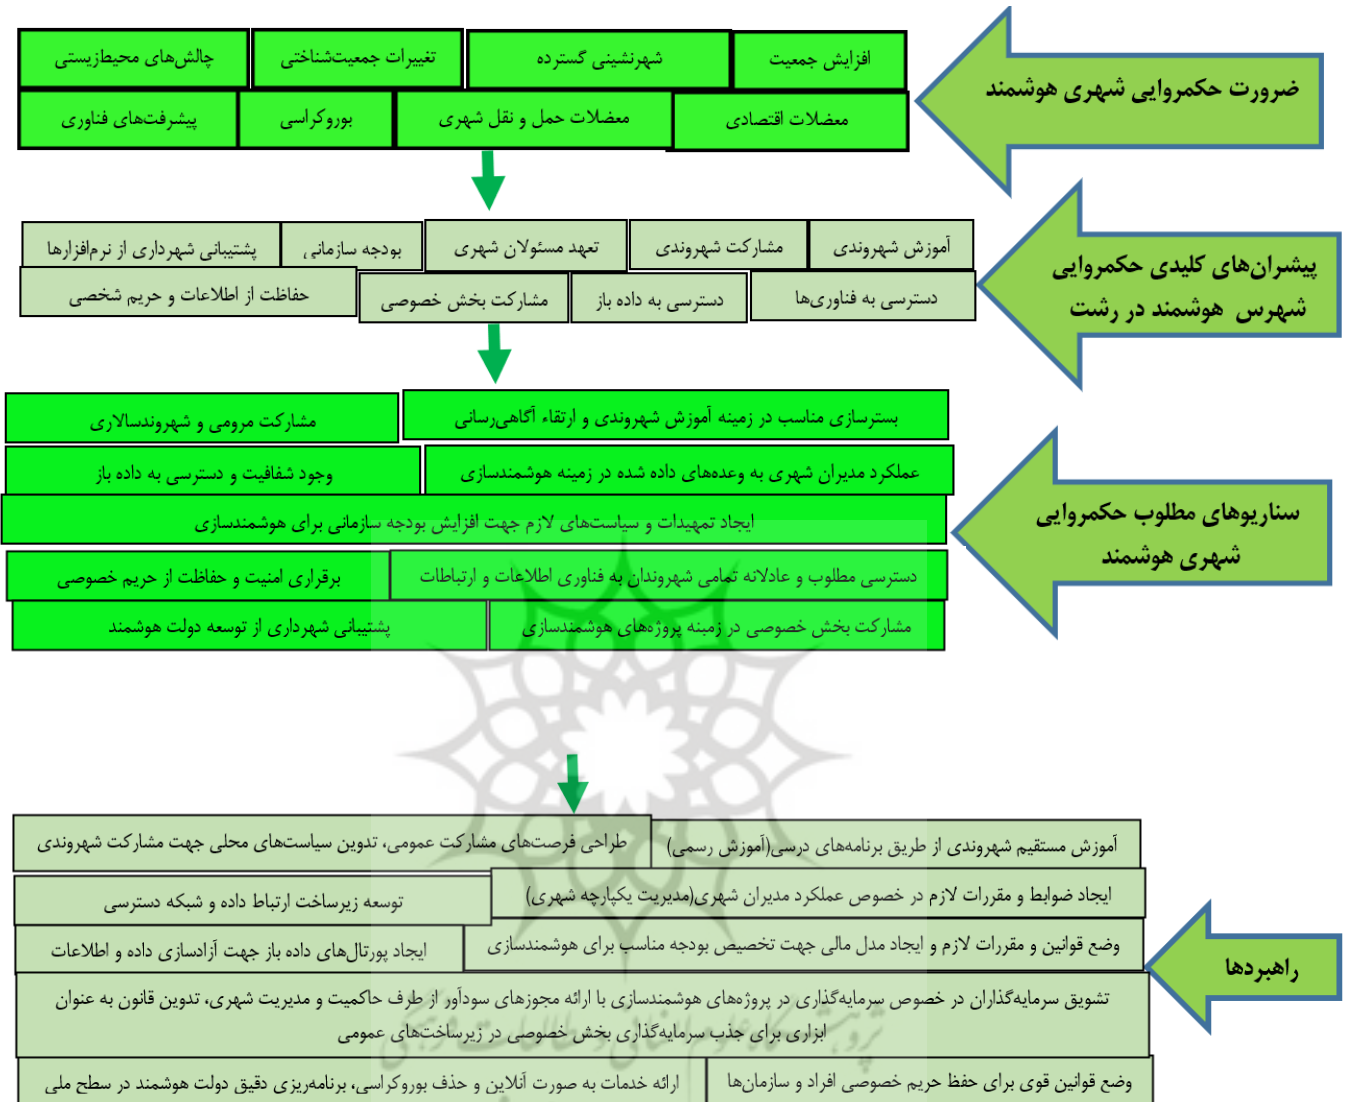 ضرورت حکمروایی شهری هوشمند
افزایش جمعیت
شهرنشینی گسترده
تغییرات جمعیت‌شناختی
چالش‌های محیط‌زیستی
معضلات اقتصادی
معضلات حمل و نقل شهری
بوروکراسی
پیشرفت‌های فناوری
پیشران‌های کلیدی حکمروایی
شهرس هوشمند در رشت
آموزش شهروندی
مشارکت شهروندی
تعهد مسئولان شهری
بودجه سازمانی
پشتیبانی شهرداری از نرم‌افزارها
دسترسی به فناوری‌ها
دسترسی به داده باز
مشارکت بخش خصوصی
حفاظت از اطلاعات و حریم شخصی
سناریوهای مطلوب حکمروایی
شهری هوشمند
بسترسازی مناسب در زمینه آموزش شهروندی و ارتقاء آگاهی‌رسانی
مشارکت مرومی و شهروندسالاری
عملکرد مدیران شهری به وعده‌های داده شده در زمینه هوشمندسازی
وجود شفافیت و دسترسی به داده باز
ایجاد تمهیدات و سیاست‌های لازم جهت افزایش بودجه سازمانی برای هوشمندسازی
دسترسی مطلوب و عادلانه تمامی شهروندان به فناوری اطلاعات و ارتباطات
برقراری امنیت و حفاظت از حریم خصوصی
مشارکت بخش خصوصی در زمینه پروژه‌های هوشمندسازی
پشتیبانی شهرداری از توسعه دولت هوشمند
راهبردها
آموزش مستقیم شهروندی از طریق برنامه‌های درسی(آموزش رسمی)
طراحی فرصت‌های مشارکت عمومی، تدوین سیاست‌های محلی جهت مشارکت شهروندی
ایجاد ضوابط و مقررات لازم در خصوص عملکرد مدیران شهری(مدیریت یکپارچه شهری)
توسعه زیرساخت ارتباط داده و شبکه دسترسی
وضع قوانین و مقررات لازم و ایجاد مدل مالی جهت تخصیص بودجه مناسب برای هوشمندسازی
ایجاد پورتال‌های داده باز جهت آزادسازی داده و اطلاعات
تشویق سرمایه‌گذاران در خصوص سرمایه‌گذاری در پروژه‌های هوشمندسازی با ارائه مجوزهای سودآور از طرف حاکمیت و مدیریت شهری، تدوین قانون به عنوان
ابزاری برای جذب سرمایه‌گذاری بخش خصوصی در زیرساخت‌های عمومی
وضع قوانین قوی برای حفظ حریم خصوصی افراد و سازمان‌ها
ارائه خدمات به صورت آنلاین و حذف بوروکراسی، برنامه‌ریزی دقیق دولت هوشمند در سطح ملی
پژوهشگاه علوم انسانی و مطالعات فرهنگی